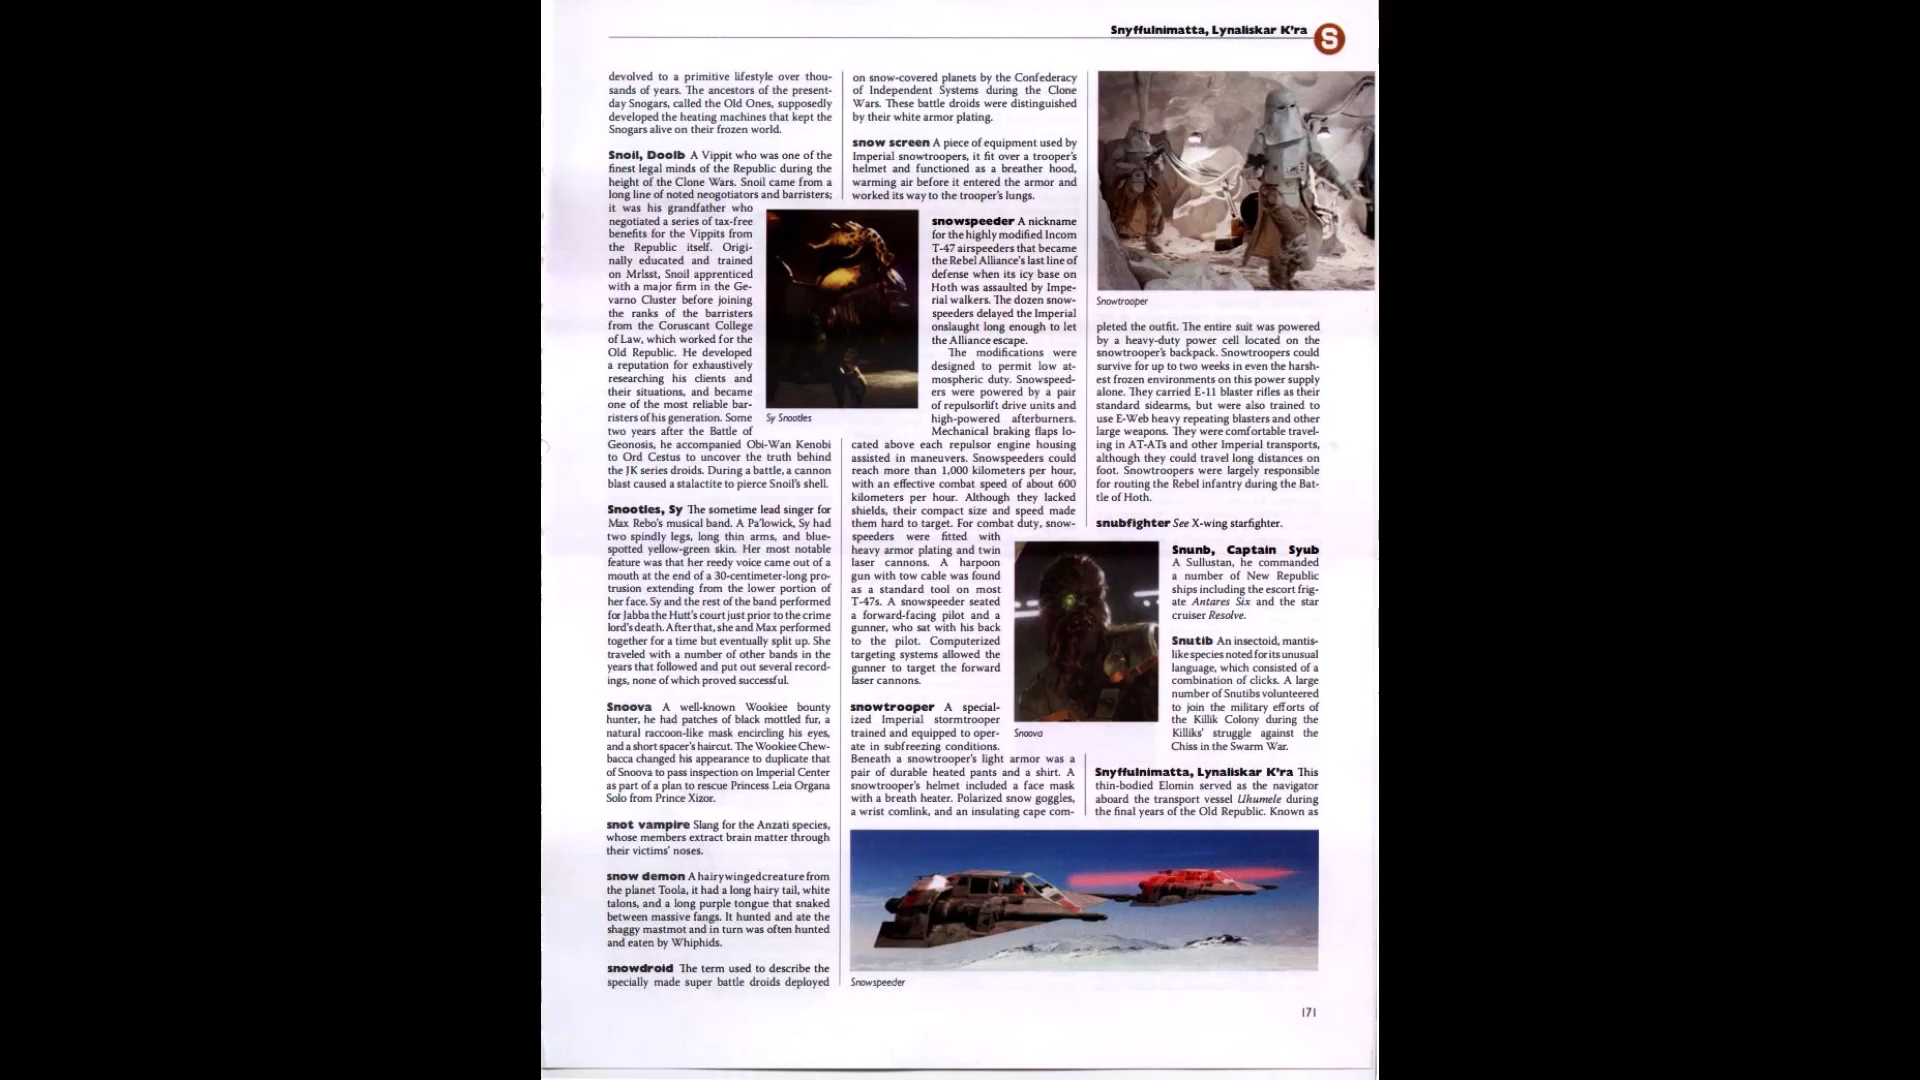 Snyffulnimatta, Lynaliskar K'ra S
devolved to a primitive lifestyle over thou-
sands of years. The ancestors of the present-
day Snogars, called the Old Ones, supposedly
developed the heating machines that kept the
Snogars alive on their frozen world.
Snoil, Doolb A Vippit who was one of the
finest legal minds of the Republic during the
height of the Clone Wars. Snoil came from a
long line of noted neogotiators and barristers;
it was his grandfather who
negotiated a series of tax-free
benefits for the Vippits from
the Republic itself. Origi-
nally educated and trained
on Mrlsst, Snoil apprenticed
with a major firm in the Ge-
varno Cluster before joining
the ranks of the barristers
from the Coruscant College
of Law, which worked for the
Old Republic. He developed
a reputation for exhaustively
researching his clients and
their situations, and became
one of the most reliable bar-
risters of his generation. Some
two years after the Battle of
Geonosis, he accompanied Obi-Wan Kenobi
to Ord Cestus to uncover the truth behind
the JK series droids. During a battle, a cannon
blast caused a stalactite to pierce Snoil's shell.
Snootles, Sy The sometime lead singer for
Max Rebo's musical band. A Pa'lowick, Sy had
two spindly legs, long thin arms, and blue-
spotted yellow-green skin. Her most notable
feature was that her reedy voice came out of a
mouth at the end of a 30-centimeter-long pro-
trusion extending from the lower portion of
her face. Sy and the rest of the band performed
for Jabba the Hutt's court just prior to the crime
lord's death. After that, she and Max performed
together for a time but eventually split up. She
traveled with a number of other bands in the
years that followed and put out several record-
ings, none of which proved successful.
Snoova A well-known Wookiee bounty
hunter, he had patches of black mottled fur, a
natural raccoon-like mask encircling his eyes,
and a short spacer's haircut. The Wookiee Chew-
bacca changed his appearance to duplicate that
of Snoova to pass inspection on Imperial Center
as part of a plan to rescue Princess Leia Organa
Solo from Prince Xizor.
snot vampire Slang for the Anzati species,
whose members extract brain matter through
their victims' noses.
snow demon A hairy winged creature from
the planet Toola, it had a long hairy tail, white
talons, and a long purple tongue that snaked
between massive fangs. It hunted and ate the
shaggy mastmot and in turn was often hunted
and eaten by Whiphids.
snowdroid The term used to describe the
specially made super battle droids deployed
on snow-covered planets by the Confederacy
of Independent Systems during the Clone
Wars. These battle droids were distinguished
by their white armor plating.
snow screen A piece of equipment used by
Imperial snowtroopers, it fit over a trooper's
helmet and functioned as a breather hood,
warming air before it entered the armor and
worked its way to the trooper's lungs.
Sy Snootles
snowspeeder A nickname
for the highly modified Incom
T-47 airspeeders that became
the Rebel Alliance's last line of
defense when its icy base on
Hoth was assaulted by Impe-
rial walkers. The dozen snow-
speeders delayed the Imperial
onslaught long enough to let
the Alliance escape.
The modifications were
designed to permit low at-
mospheric duty. Snowspeed-
ers were powered by a pair
of repulsorlift drive units and
high-powered afterburners.
Mechanical braking flaps lo-
cated above each repulsor engine housing
assisted in maneuvers. Snowspeeders could
reach more than 1,000 kilometers per hour,
with an effective combat speed of about 600
kilometers per hour. Although they lacked
shields, their compact size and speed made
them hard to target. For combat duty, snow-
speeders were fitted with
heavy armor plating and twin
laser cannons. A harpoon
gun with tow cable was found
as a standard tool on most
T-47s. A snowspeeder seated
a forward-facing pilot and a
gunner, who sat with his back
to the pilot. Computerized
targeting systems allowed the
gunner to target the forward
laser cannons.
snowtrooper A special-
ized Imperial stormtrooper
trained and equipped to oper-
ate in subfreezing conditions.
Beneath a snowtrooper's light armor was a
pair of durable heated pants and a shirt. A
snowtrooper's helmet included a face mask
with a breath heater. Polarized snow goggles,
a wrist comlink, and an insulating cape com-
Snowspeeder
Snowtrooper
pleted the outfit. The entire suit was powered
by a heavy-duty power cell located on the
snowtrooper's backpack. Snowtroopers could
survive for up to two weeks in even the harsh-
est frozen environments on this power supply
alone. They carried E-11 blaster rifles as their
standard sidearms, but were also trained to
use E-Web heavy repeating blasters and other
large weapons. They were comfortable travel-
ing in AT-ATs and other Imperial transports,
although they could travel long distances on
foot. Snowtroopers were largely responsible
for routing the Rebel infantry during the Bat-
tle of Hoth.
snubfighter See X-wing starfighter.
Snoova
Snunb, Captain Syub
A Sullustan, he commanded
a number of New Republic
ships including the escort frig-
ate Antares Six and the star
cruiser Resolve.
Snutib An insectoid, mantis-
like species noted for its unusual
language, which consisted of a
combination of clicks. A large
number of Snutibs volunteered
to join the military efforts of
the Killik Colony during the
Killiks' struggle against the
Chiss in the Swarm War.
Snyffulnimatta, Lynaliskar K'ra This
thin-bodied Elomin served as the navigator
aboard the transport vessel Uhumele during
the final years of the Old Republic. Known as
171